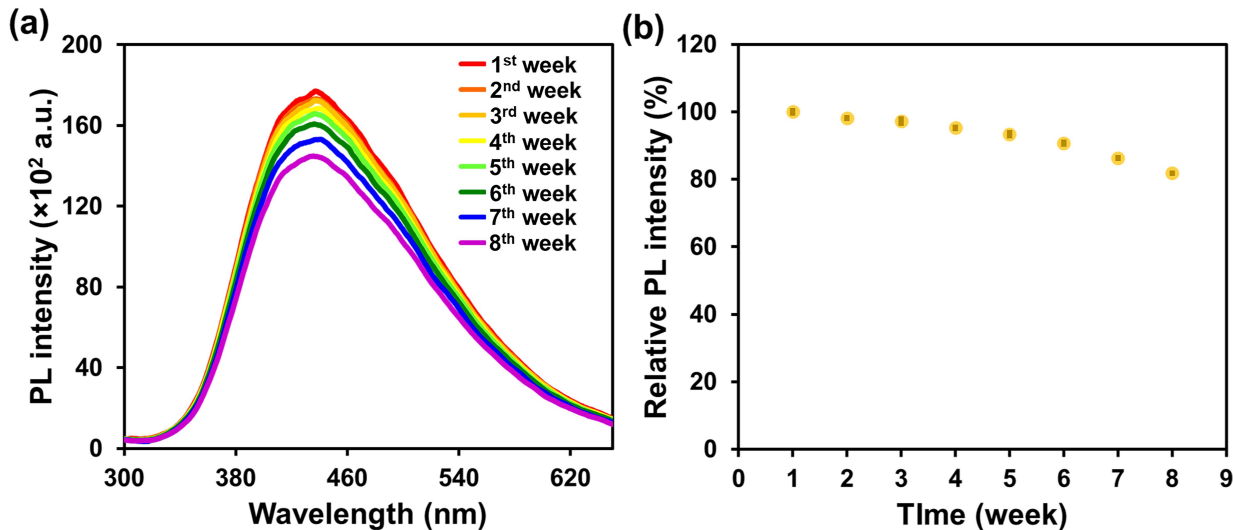 (a)
PL intensity (×10² a.u.)
200
160
120
80
40
0
300
380
460
540
620
Wavelength (nm)
1st week
2nd week
3rd week
4th week
5th week
6th week
7th week
8th week
(b)
Relative PL intensity (%)
120
100
80
60
40
20
0
0
1
2
3
4
5
6
7
8
9
TIme (week)